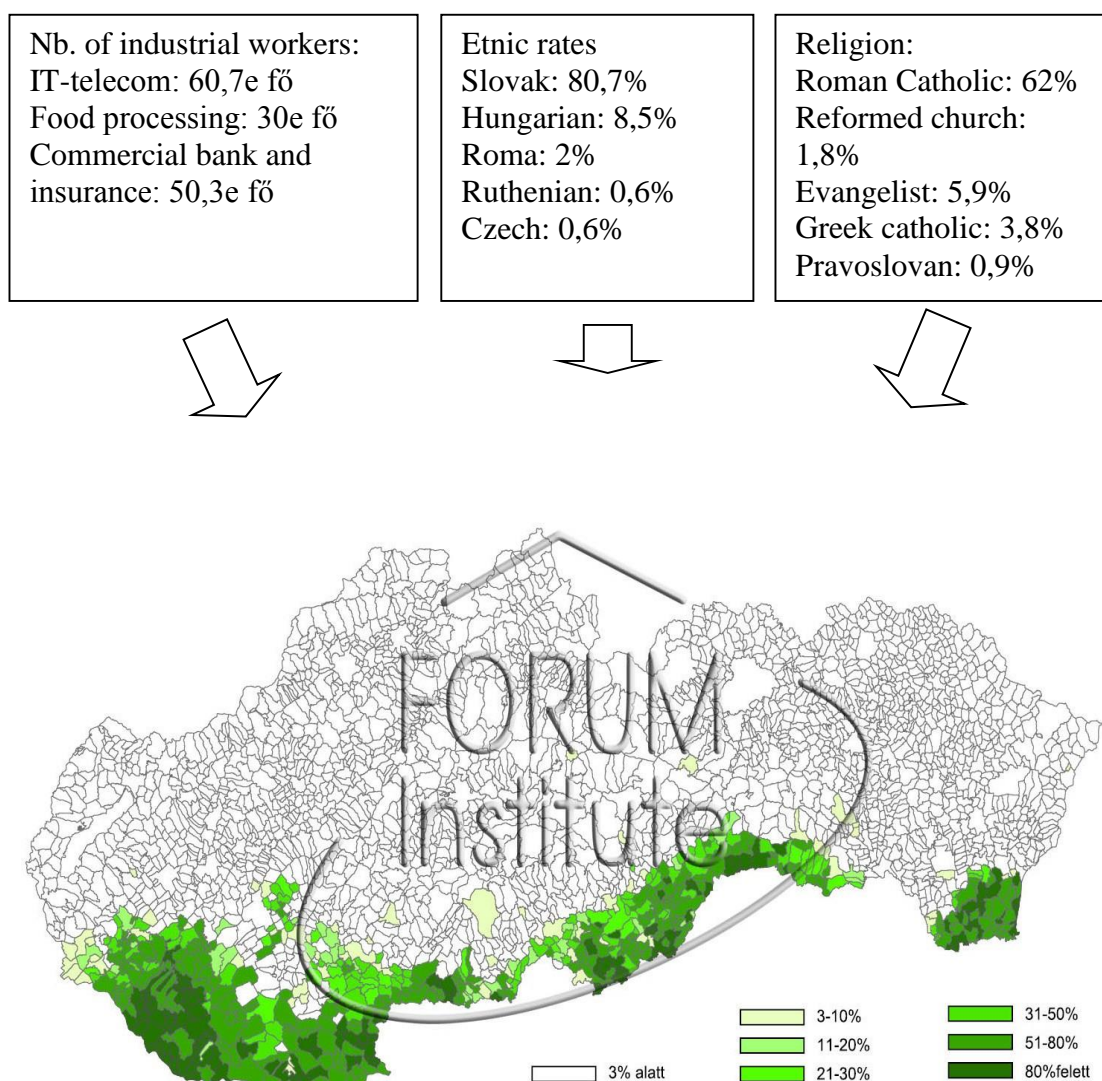 Nb. of industrial workers:
IT-telecom: 60,7e fő
Food processing: 30e fő
Commercial bank and
insurance: 50,3e fő
Etnic rates
Slovak: 80,7%
Hungarian: 8,5%
Roma: 2%
Ruthenian: 0,6%
Czech: 0,6%
Religion:
Roman Catholic: 62%
Reformed church:
1,8%
Evangelist: 5,9%
Greek catholic: 3,8%
Pravoslovan: 0,9%
FORUM
Institute
3% alatt
3-10%
11-20%
21-30%
31-50%
51-80%
80%felett